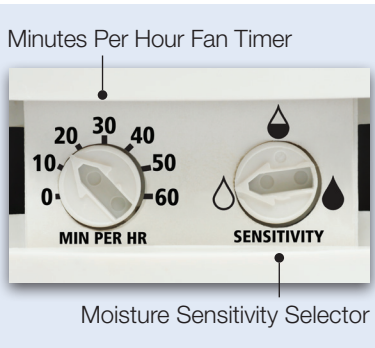 Minutes Per Hour Fan Timer
30
20 40
10 50
0 60
MIN PER HR SENSITIVITY
Moisture Sensitivity Selector